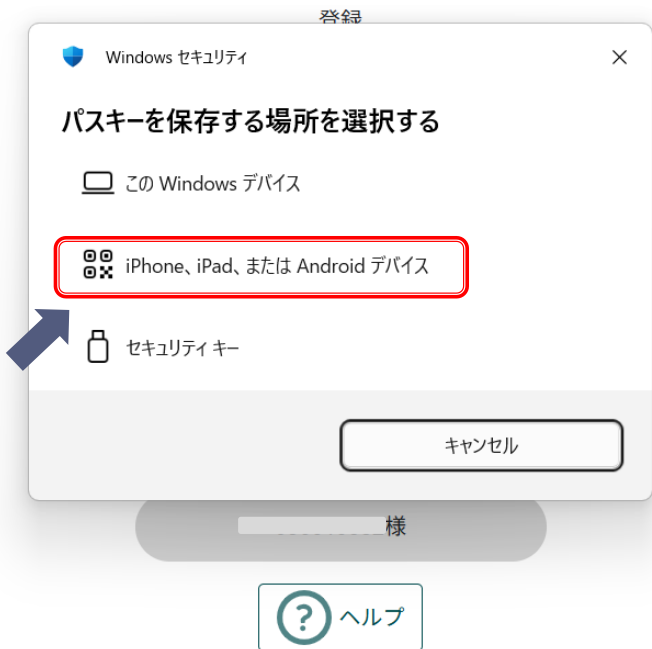 登録
Windows セキュリティ
パスキーを保存する場所を選択する
この Windows デバイス
iPhone、iPad、または Android デバイス
セキュリティ キー
キャンセル
様
ヘルプ